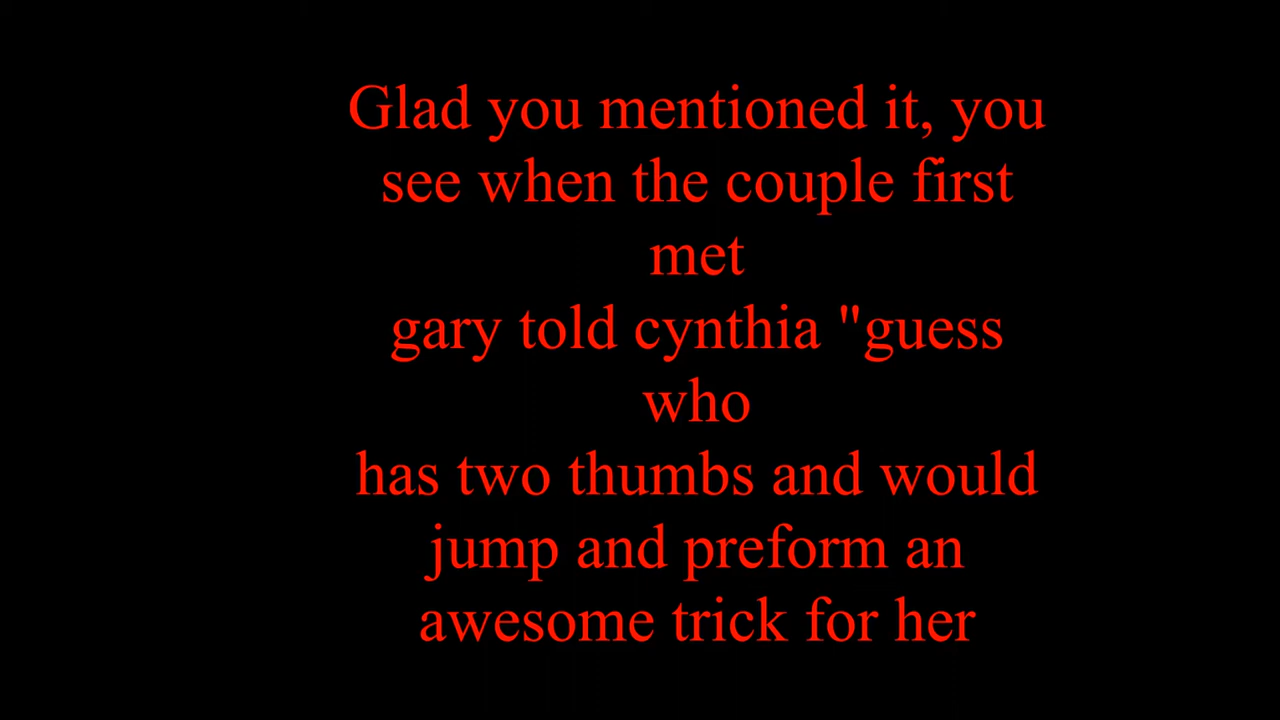 Glad you mentioned it, you
see when the couple first
met
gary told cynthia "guess
who
has two thumbs and would
jump and preform an
awesome trick for her